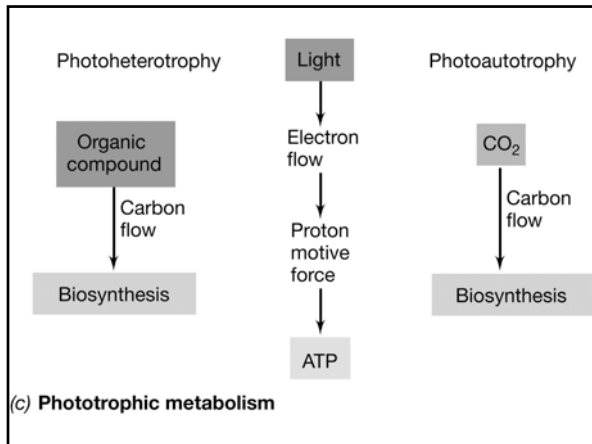 Photoheterotrophy
Light
Photoautotrophy
Organic
compound
Electron
flow
CO₂
Carbon
flow
Proton
motive
force
Carbon
flow
Biosynthesis
Biosynthesis
ATP
(c) Phototrophic metabolism